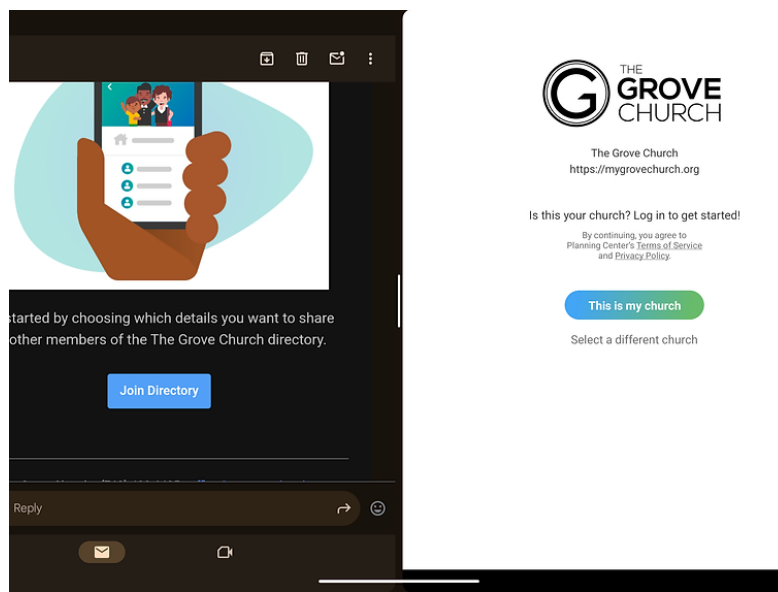 started by choosing which details you want to share
other members of the The Grove Church directory.
Join Directory
Reply
THE
GROVE
CHURCH
The Grove Church
https://mygrovechurch.org
Is this your church? Log in to get started!
By continuing, you agree to
Planning Center's Terms of Service
and Privacy Policy.
This is my church
Select a different church